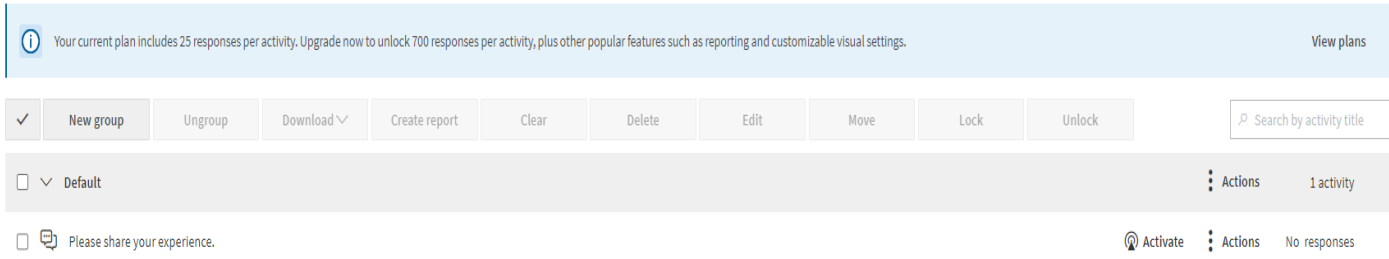 Your current plan includes 25 responses per activity. Upgrade now to unlock 700 responses per activity, plus other popular features such as reporting and customizable visual settings. View plans
New group Ungroup Download Create report Clear Delete Edit Move Lock Unlock Search by activity title
Default Actions 1 activity
Please share your experience. Activate Actions No responses